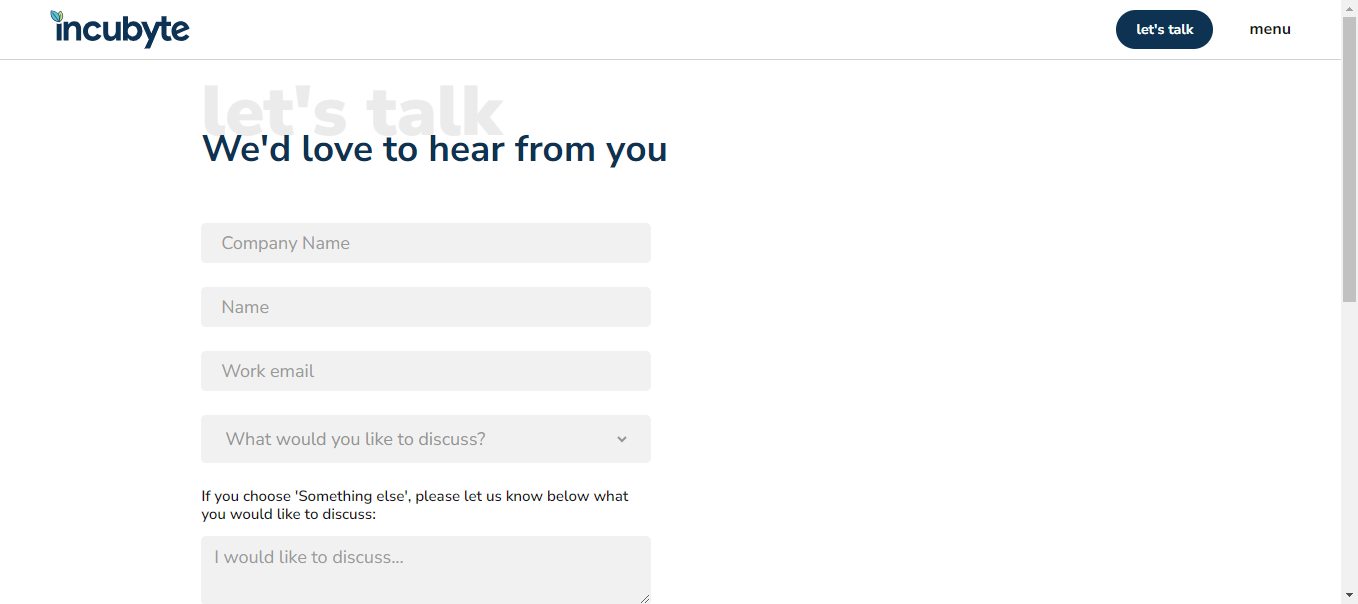 incubyte
let's talk
menu
let's talk
We'd love to hear from you
Company Name
Name
Work email
What would you like to discuss?
If you choose 'Something else', please let us know below what
you would like to discuss:
I would like to discuss...